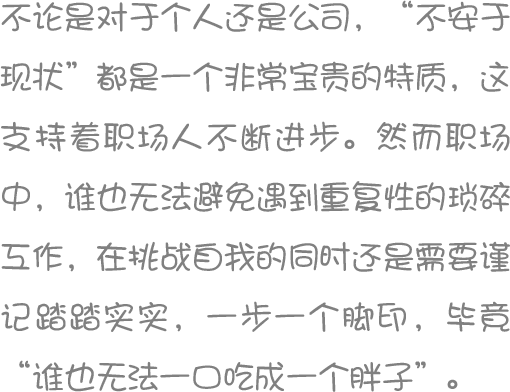 不论是对于个人还是公司，“不安于
现状”都是一个非常宝贵的特质，这
支持着职场人不断进步。然而职场
中，谁也无法避免遇到重复性的琐碎
互作，在挑战自我的同时还是需要谨
记踏踏实实，一步一个脚印，毕竟
“谁也无法一口吃成一个胖子”。